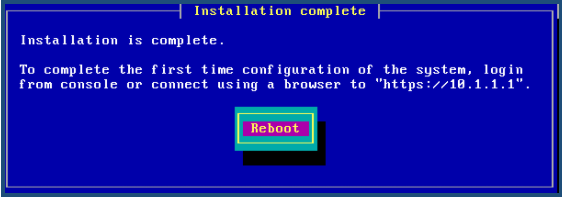 Installation complete
Installation is complete.
To complete the first time configuration of the system, login
from console or connect using a browser to "https://10.1.1.1".
Reboot